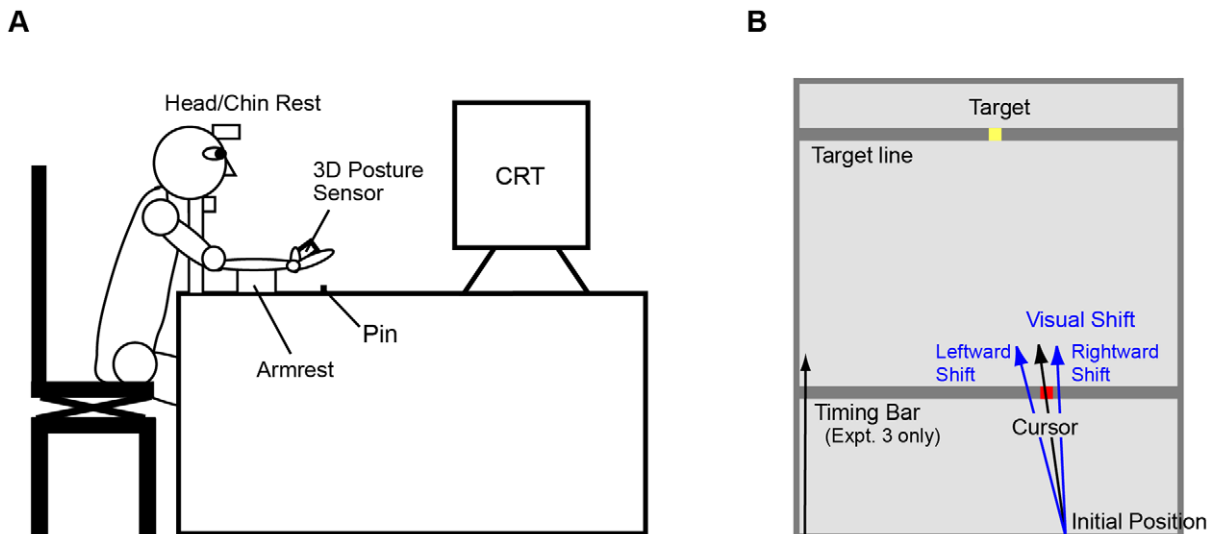 A
Head/Chin Rest
3D Posture
Sensor
CRT
Pin
Armrest
B
Target
Target line
Visual Shift
Leftward
Shift
Rightward
Shift
Timing Bar
(Expt. 3 only)
Cursor
Initial Position